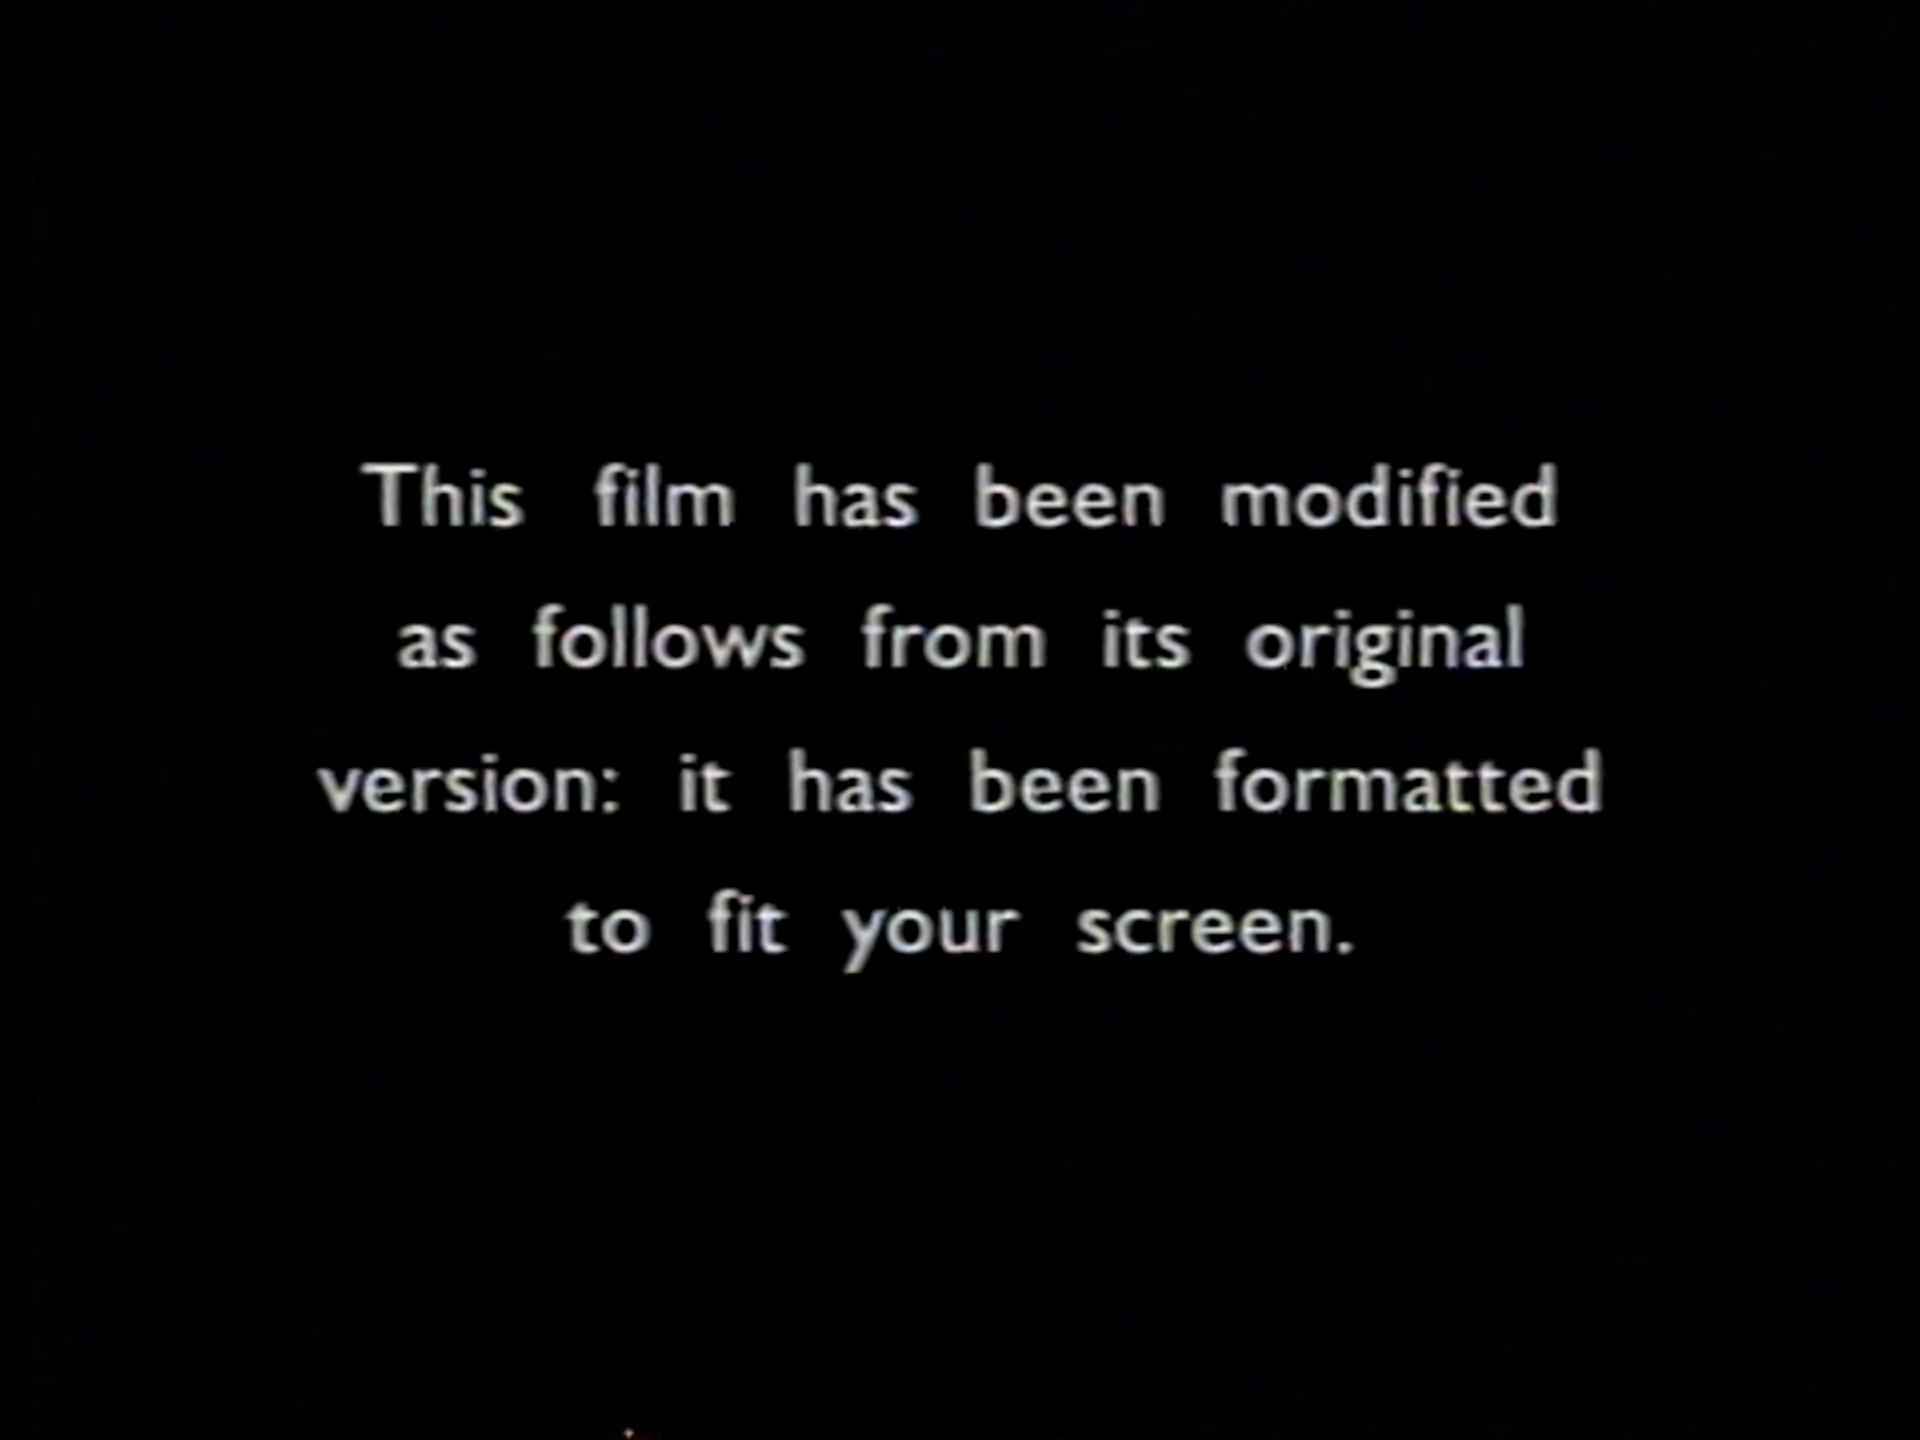 This film has been modified
as follows from its original
version: it has been formatted
to fit your screen.